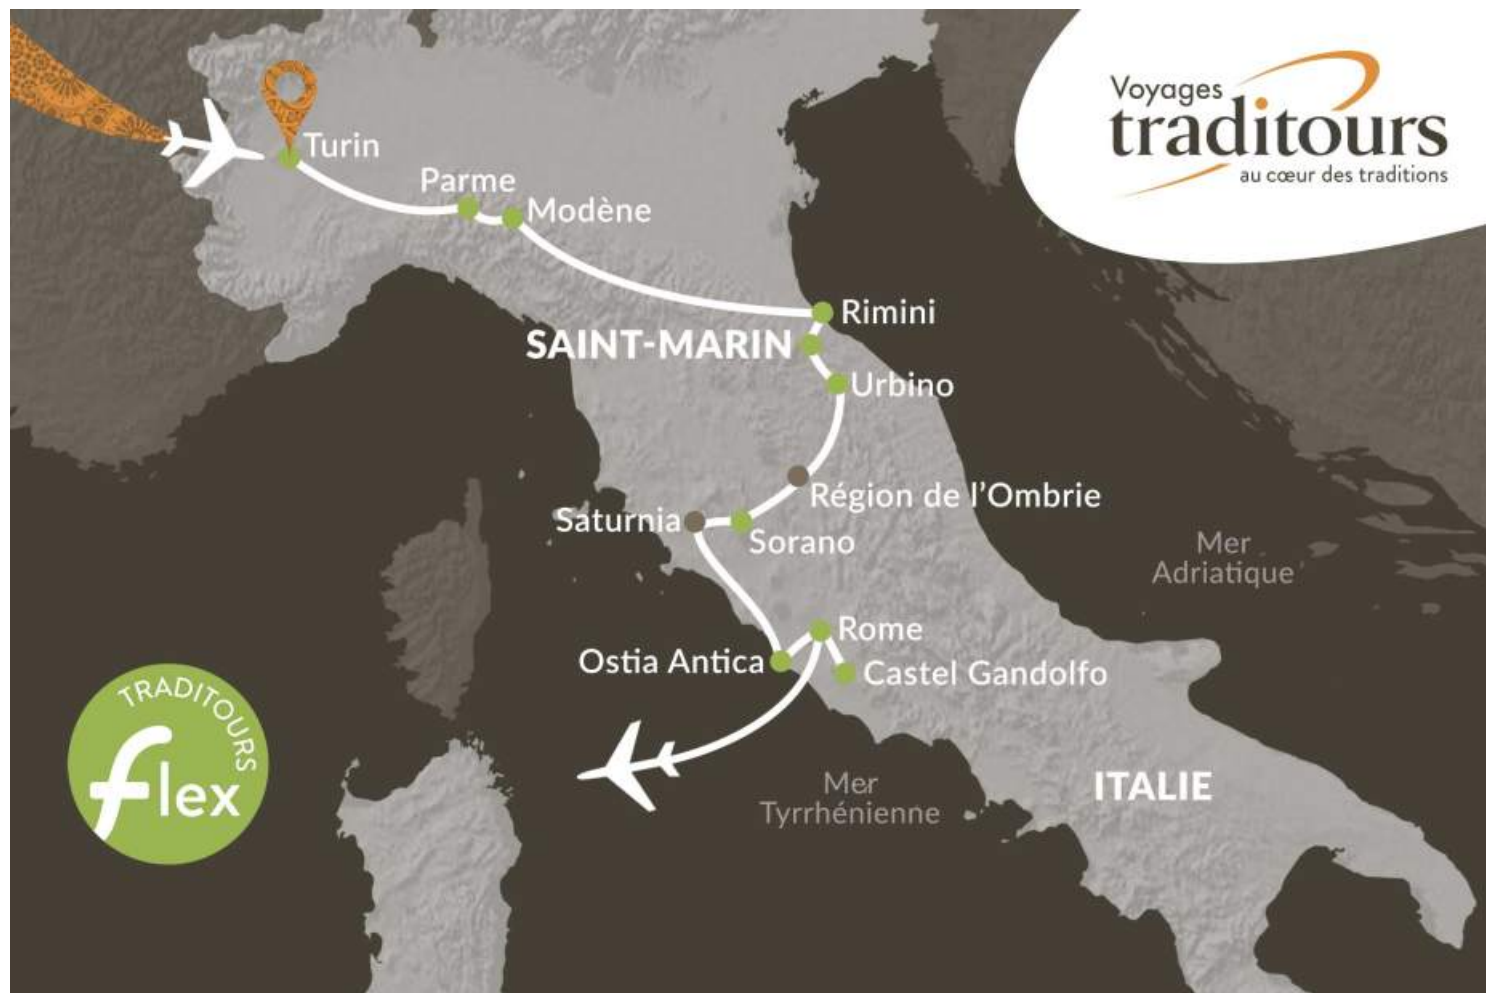 Voyages
traditours
au cœur des traditions
Turin
Parme
Modène
Rimini
SAINT-MARIN
Urbino
Région de l'Ombrie
Saturnia
Sorano
Mer
Adriatique
Rome
Ostia Antica
Castel Gandolfo
TRADITOURS
flex
Mer
Tyrrhénienne
ITALIE